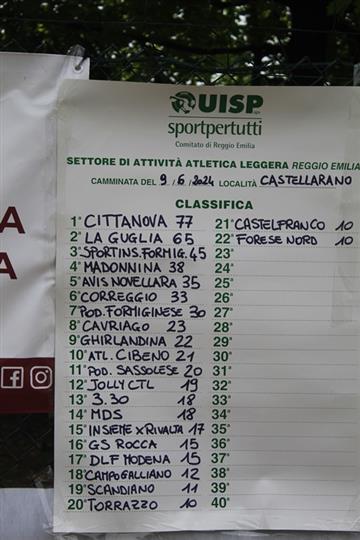 UISP
sportpertutti
Comitato di Reggio Emilia
SETTORE DI ATTIVITÀ ATLETICA LEGGERA REGGIO EMILIA
CAMMINATA DEL 9/6/2024 LOCALITÀ CASTELLARANO
CLASSIFICA
1° CITTANOVA 77
2° LA GUGLIA 65
3° SPORTINS. FORMIG. 45
4° MADONNINA 38
5° AVIS NOVELLARA 35
6° CORREGGIO 33
7° POD. FORMIGINESE 30
8° CAVRIAGO 23
9° GHIRLANDINA 22
10° ATL. CIBENO 21
11° POD. SASSOLESE 20
12° JOLLY CTL 19
13° 3.30 18
14° MDS 18
15° INSIEME X RIVALTA 17
16° GS ROCCA 15
17° DLF MODENA 15
18° CAMPOGALLIANO 12
19° SCANDIANO 11
20° TORRAZZO 10
21° CASTELFRANCO 10
22° FORESE NORD 10
23°
24°
25°
26°
27°
28°
29°
30°
31°
32°
33°
34°
35°
36°
37°
38°
39°
40°
A
A